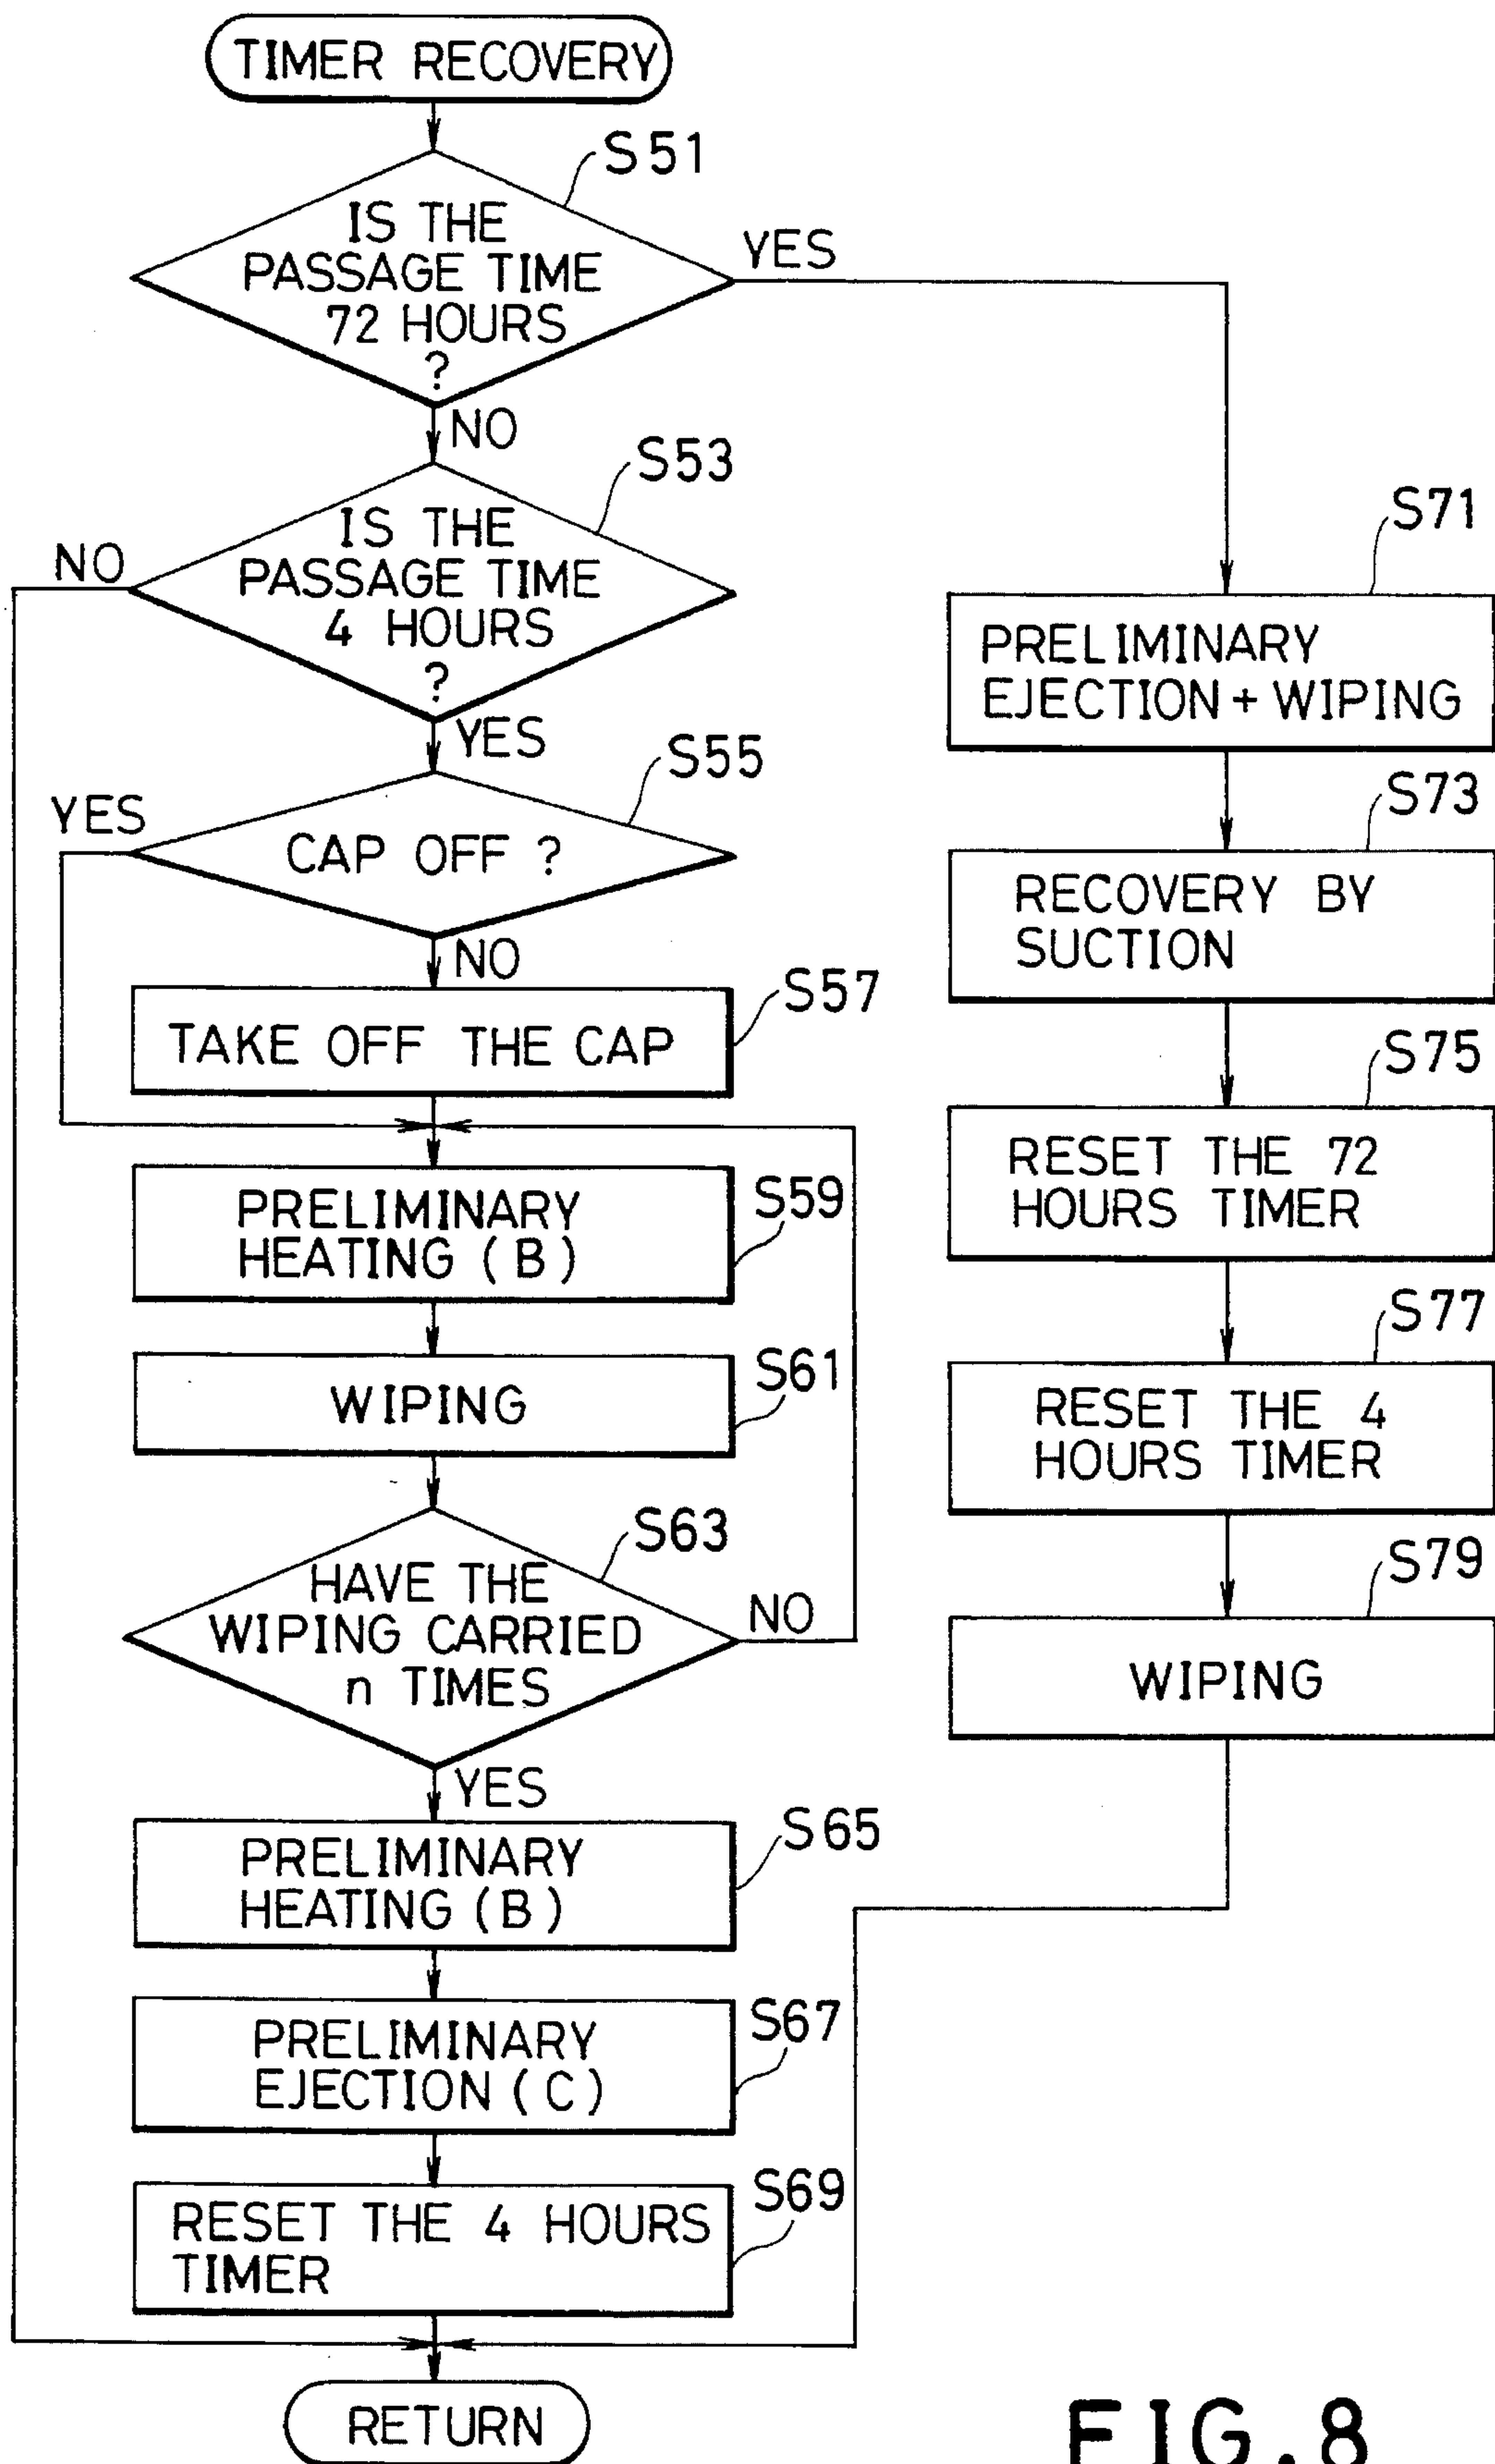 TIMER RECOVERY
S51
IS THE
PASSAGE TIME
72 HOURS
?
YES
NO
S53
IS THE
PASSAGE TIME
4 HOURS
?
NO
YES
S55
CAP OFF ?
YES
NO
S57
TAKE OFF THE CAP
S59
PRELIMINARY
HEATING (B)
S61
WIPING
S63
HAVE THE
WIPING CARRIED
n TIMES
NO
YES
S65
PRELIMINARY
HEATING (B)
S67
PRELIMINARY
EJECTION (C)
S69
RESET THE 4 HOURS
TIMER
RETURN
S71
PRELIMINARY
EJECTION + WIPING
S73
RECOVERY BY
SUCTION
S75
RESET THE 72
HOURS TIMER
S77
RESET THE 4
HOURS TIMER
S79
WIPING
FIG.8